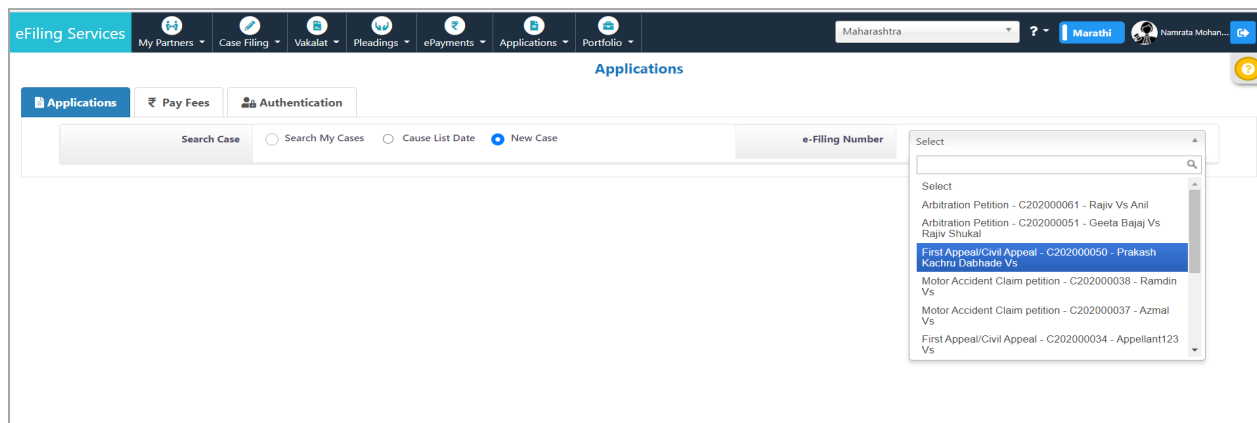 eFiling Services
My Partners
Case Filing
Vakalat
Pleadings
ePayments
Applications
Portfolio
Maharashtra
?
Marathi
Namrata Mohan...
Applications
Applications
₹ Pay Fees
Authentication
Search Case
Search My Cases
Cause List Date
New Case
e-Filing Number
Select
Select
Arbitration Petition - C202000061 - Rajiv Vs Anil
Arbitration Petition - C202000051 - Geeta Bajaj Vs
Rajiv Shukal
First Appeal/Civil Appeal - C202000050 - Prakash
Kachru Dabhade Vs
Motor Accident Claim petition - C202000038 - Ramdin
Vs
Motor Accident Claim petition - C202000037 - Azmal
Vs
First Appeal/Civil Appeal - C202000034 - Appellant123
Vs